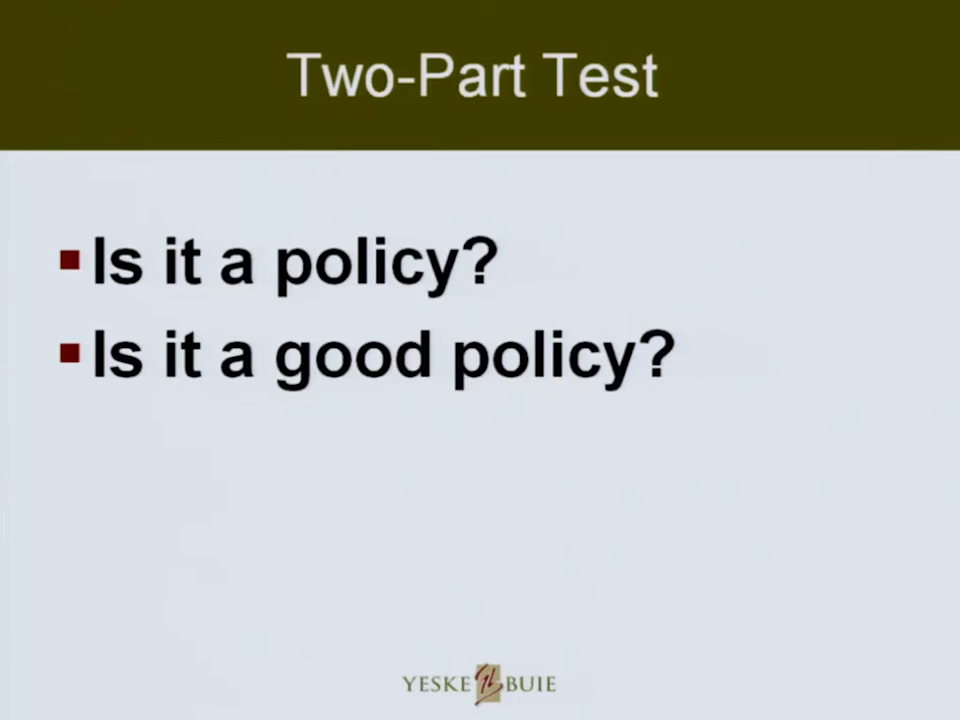 Two-Part Test
Is it a policy?
Is it a good policy?
YESKE BUIE